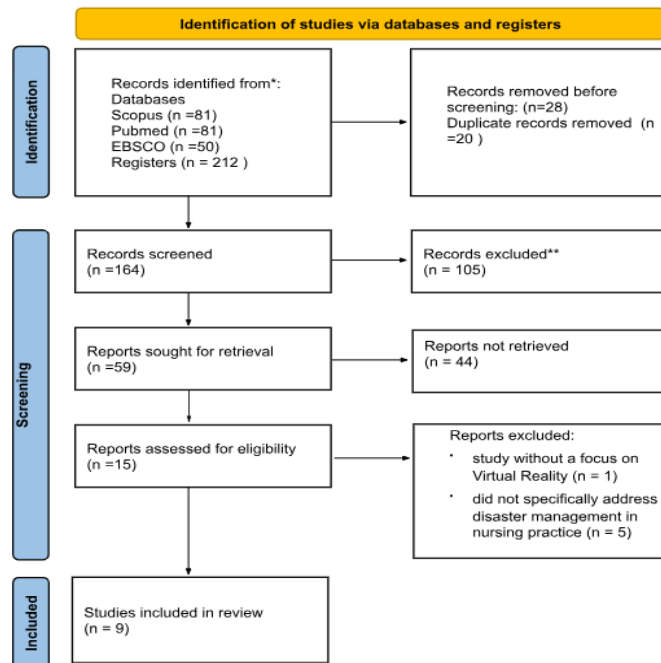 Identification of studies via databases and registers
Identification
Records identified from*:
Databases
Scopus (n =81)
Pubmed (n =81)
EBSCO (n =50)
Registers (n = 212 )
Records removed before
screening: (n=28)
Duplicate records removed (n
=20 )
Screening
Records screened
(n =164)
Records excluded**
(n = 105)
Reports sought for retrieval
(n =59)
Reports not retrieved
(n = 44)
Reports assessed for eligibility
(n =15)
Reports excluded:
• study without a focus on
Virtual Reality (n = 1)
• did not specifically address
disaster management in
nursing practice (n = 5)
Included
Studies included in review
(n = 9)